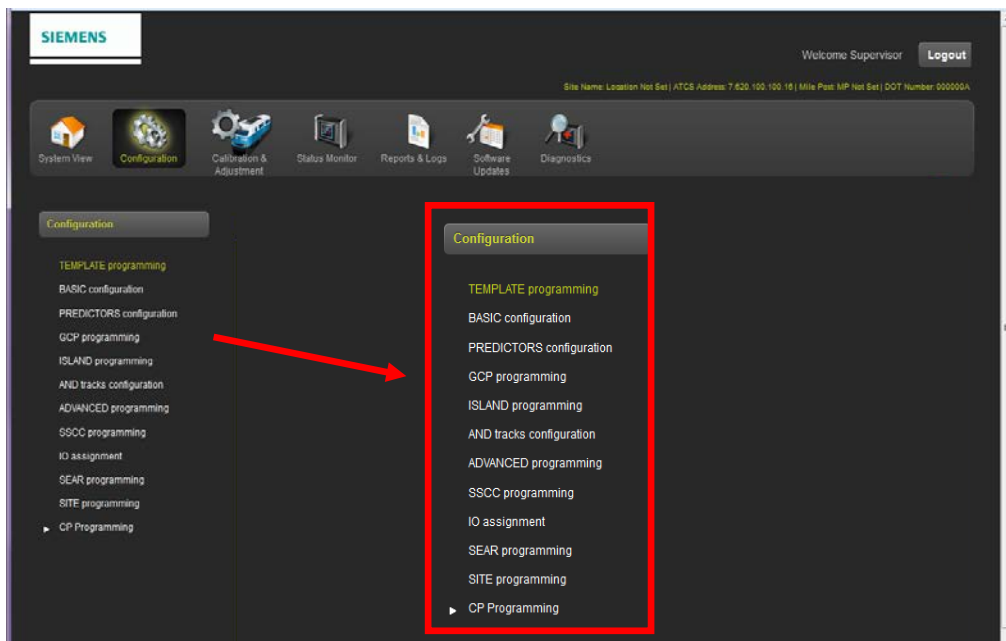 SIEMENS
Welcome Supervisor Logout
Site Name: Location Not Set | ATCS Address: 7.620.100.100.16 | Mile Post: MP Not Set | DOT Number: 000000A
System View Configuration Calibration & Adjustment Status Monitor Reports & Logs Software Updates Diagnostics
Configuration
TEMPLATE programming
BASIC configuration
PREDICTORS configuration
GCP programming
ISLAND programming
AND tracks configuration
ADVANCED programming
SSCC programming
IO assignment
SEAR programming
SITE programming
CP Programming
Configuration
TEMPLATE programming
BASIC configuration
PREDICTORS configuration
GCP programming
ISLAND programming
AND tracks configuration
ADVANCED programming
SSCC programming
IO assignment
SEAR programming
SITE programming
CP Programming